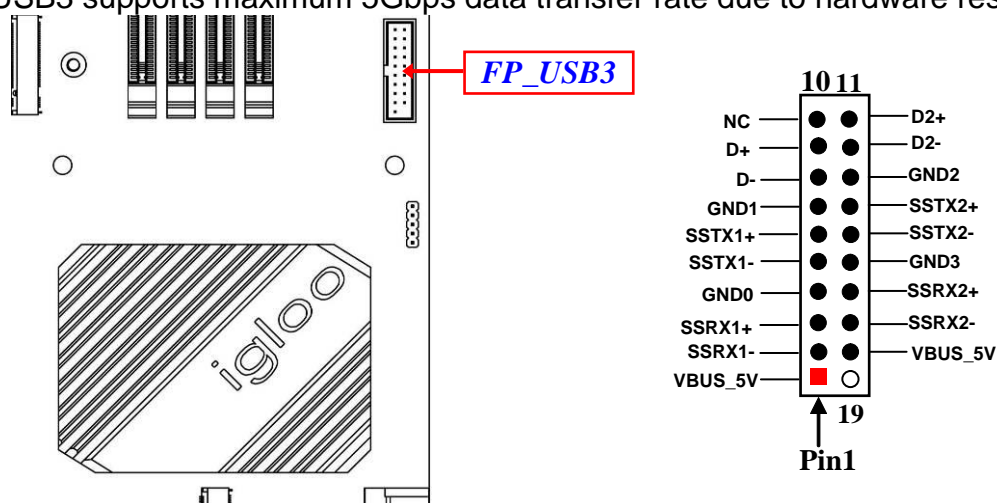 USB3 supports maximum 5Gbps data transfer rate due to hardware
FP_USB3
igloo
10 11
NC D2+
D+ D2-
D- GND2
GND1 SSTX2+
SSTX1+ SSTX2-
SSTX1- GND3
GND0 SSRX2+
SSRX1+ SSRX2-
SSRX1- VBUS_5V
VBUS_5V
19
Pin1